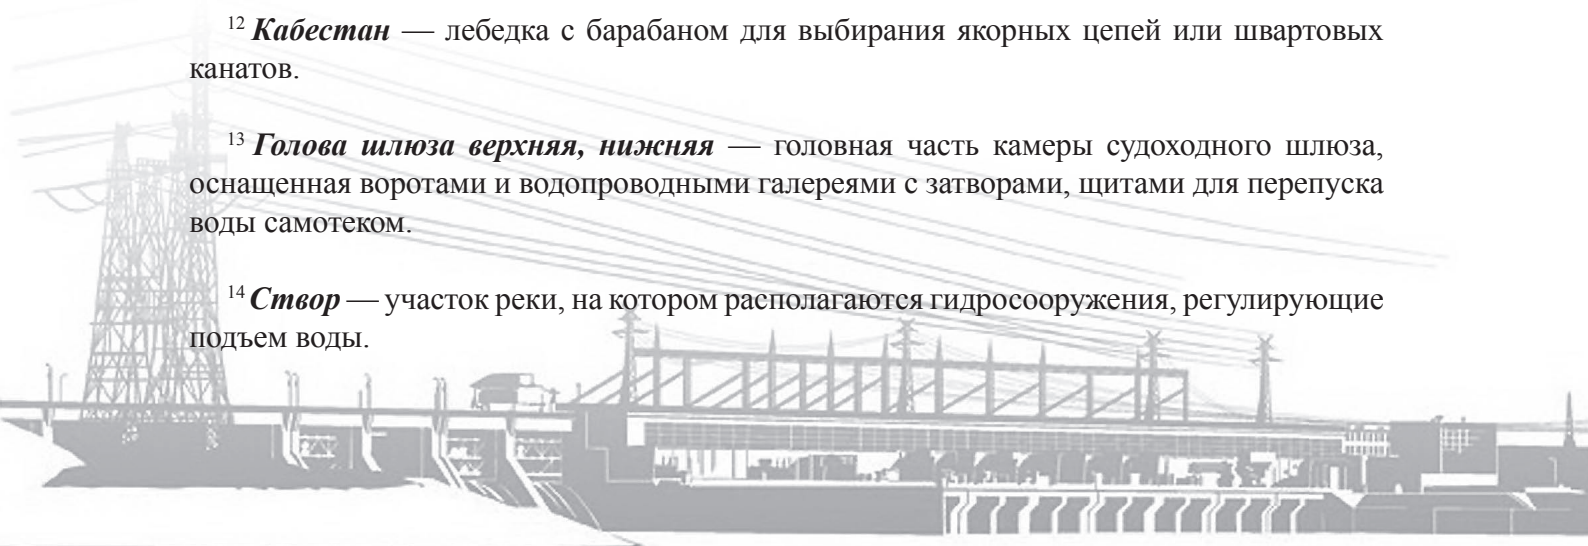 ¹² Кабестан — лебедка с барабаном для выбирания якорных цепей или швартовых
канатов.
¹³ Голова шлюза верхняя, нижняя — головная часть камеры судоходного шлюза,
оснащенная воротами и водопроводными галереями с затворами, щитами для перепуска
воды самотеком.
¹⁴ Створ — участок реки, на котором располагаются гидросооружения, регулирующие
подъем воды.